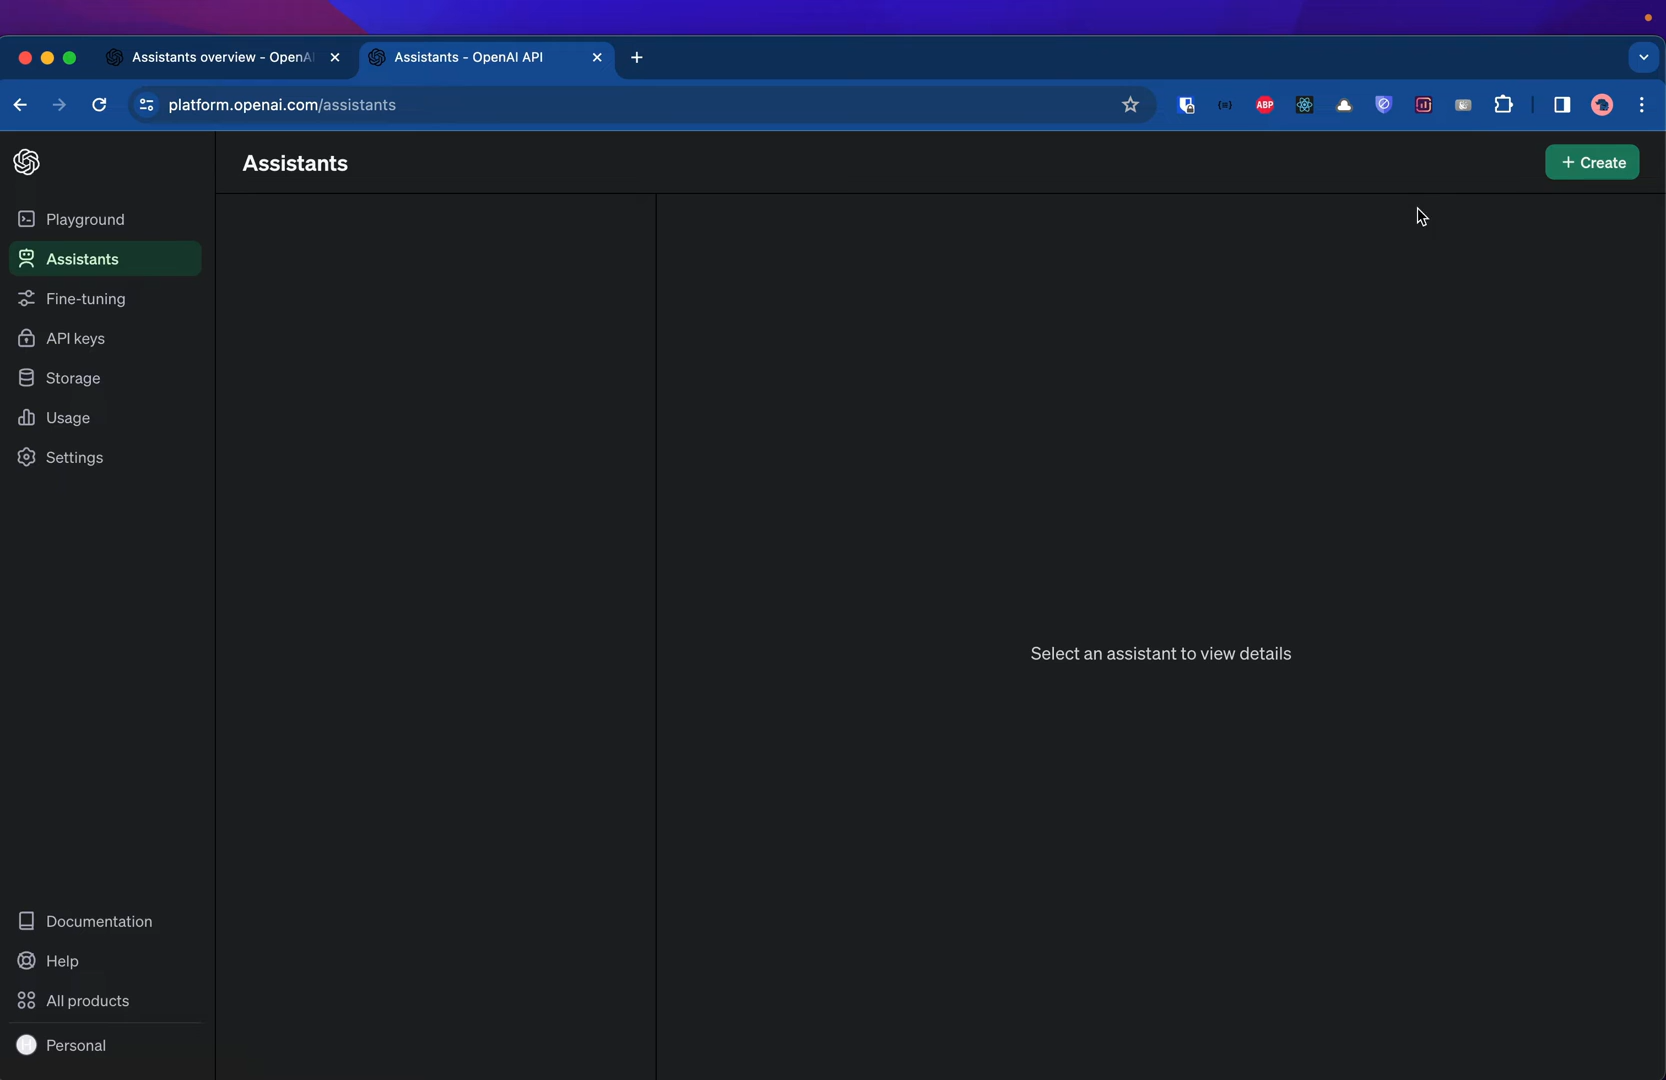 Assistants overview - OpenAI
Assistants - OpenAI API
platform.openai.com/assistants
ABP
Assistants
+ Create
Playground
Assistants
Fine-tuning
API keys
Storage
Usage
Settings
Select an assistant to view details
Documentation
Help
All products
Personal